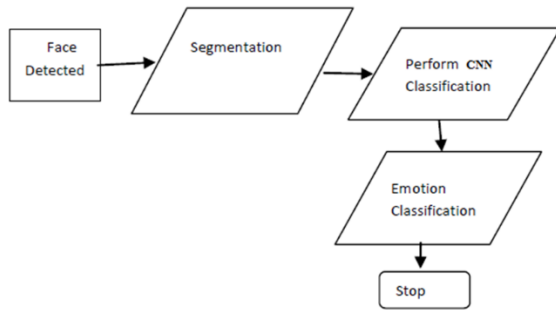 Face
Detected
Segmentation
Perform CNN
Classification
Emotion
Classification
Stop